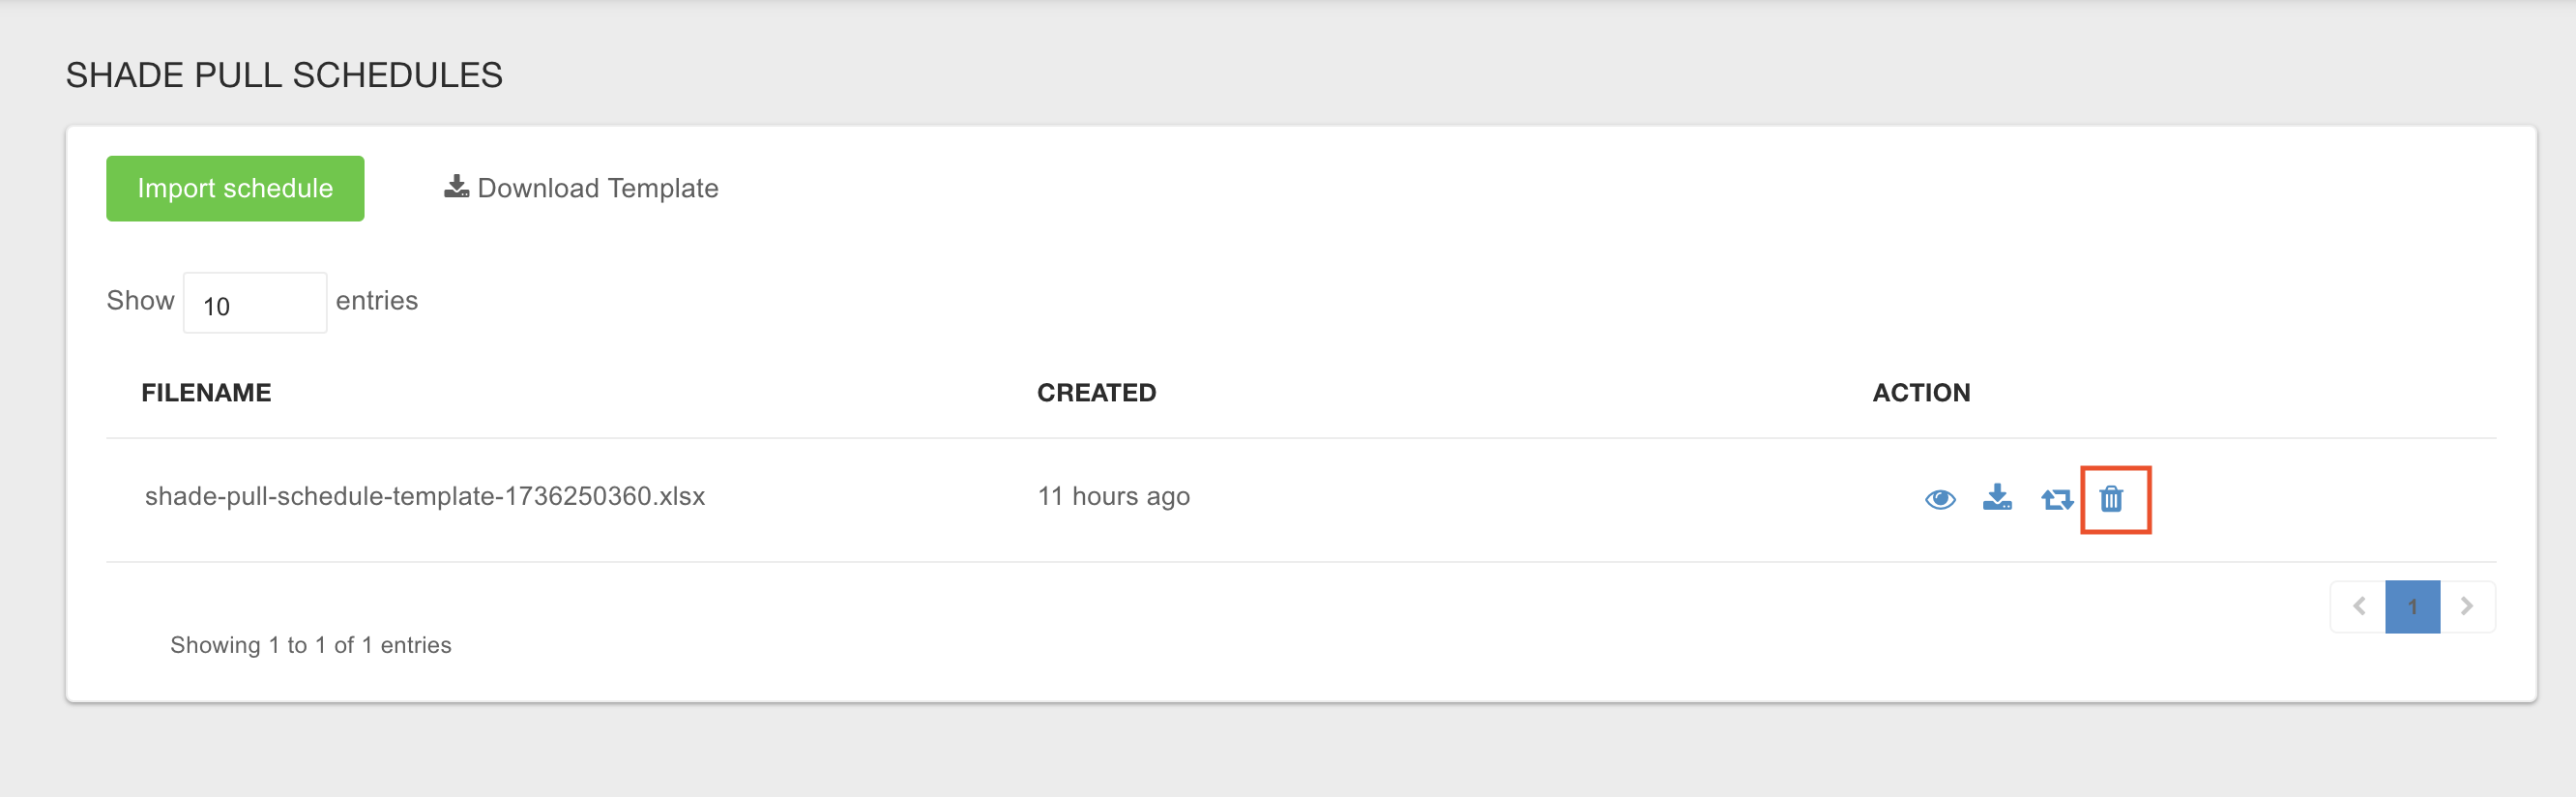 SHADE PULL SCHEDULES
Import schedule
Download Template
Show 10 entries
FILENAME CREATED ACTION
shade-pull-schedule-template-1736250360.xlsx 11 hours ago
1
Showing 1 to 1 of 1 entries